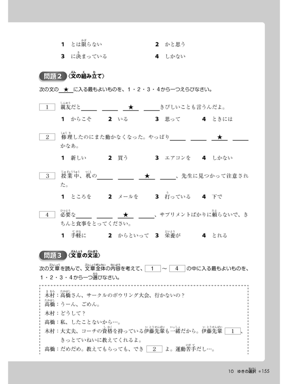 1 とは限らない 2 かと思う
3 に決まっている 4 しかない
問題2 (文の組み立て)
次の文の ★ に入る最もよいものを、1・2・3・4から一つえらびなさい。
1 親友だと ＿ ＿ ★ ＿ きびしいことも言うんだよ。
1 からこそ 2 いる 3 思って 4 ときには
2 修理したのにまた動かなくなった。やっぱり ＿ ＿ ★ ＿
かなあ。
1 新しい 2 買う 3 エアコンを 4 しかない
3 授業中、机の ＿ ＿ ★ ＿ 、先生に見つかって注意され
た。
1 ところを 2 メールを 3 打っている 4 下で
4 必要な ＿ ＿ ★ ＿ 、サプリメントばかりに頼らないで、き
ちんと食事をとってください。
1 手軽に 2 からといって 3 栄養が 4 とれる
問題3 (文章の文法)
次の文章を読んで、文章全体の内容を考えて、 1 ～ 4 の中に入る最もよいものを、
1・2・3・4から一つ選びなさい。
木村：高橋さん、サークルのボウリング大会、行かないの？
高橋：うーん、ごめん。
木村：どうして？
高橋：私、したことないから…。
木村：大丈夫。コーチの資格を持っている伊藤先輩も一緒だから。伊藤先輩 1 、
きっとていねいに教えてくれるよ。
高橋：だめだめ。教えてもらっても、でき 2 よ。運動苦手だし…。
10 ゆきの選択 ●133